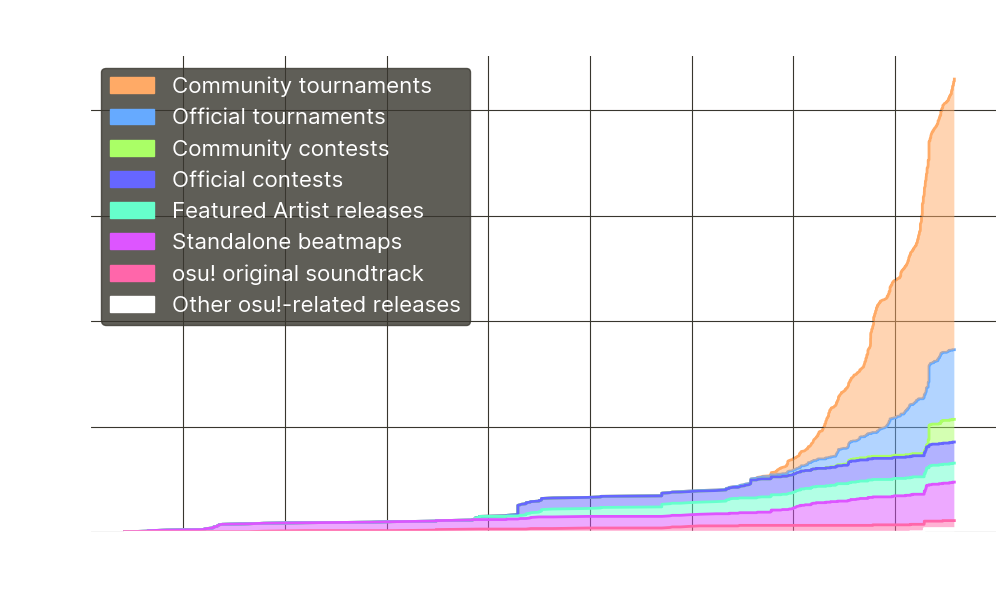 Community tournaments
Official tournaments
Community contests
Official contests
Featured Artist releases
Standalone beatmaps
osu! original soundtrack
Other osu!-related releases